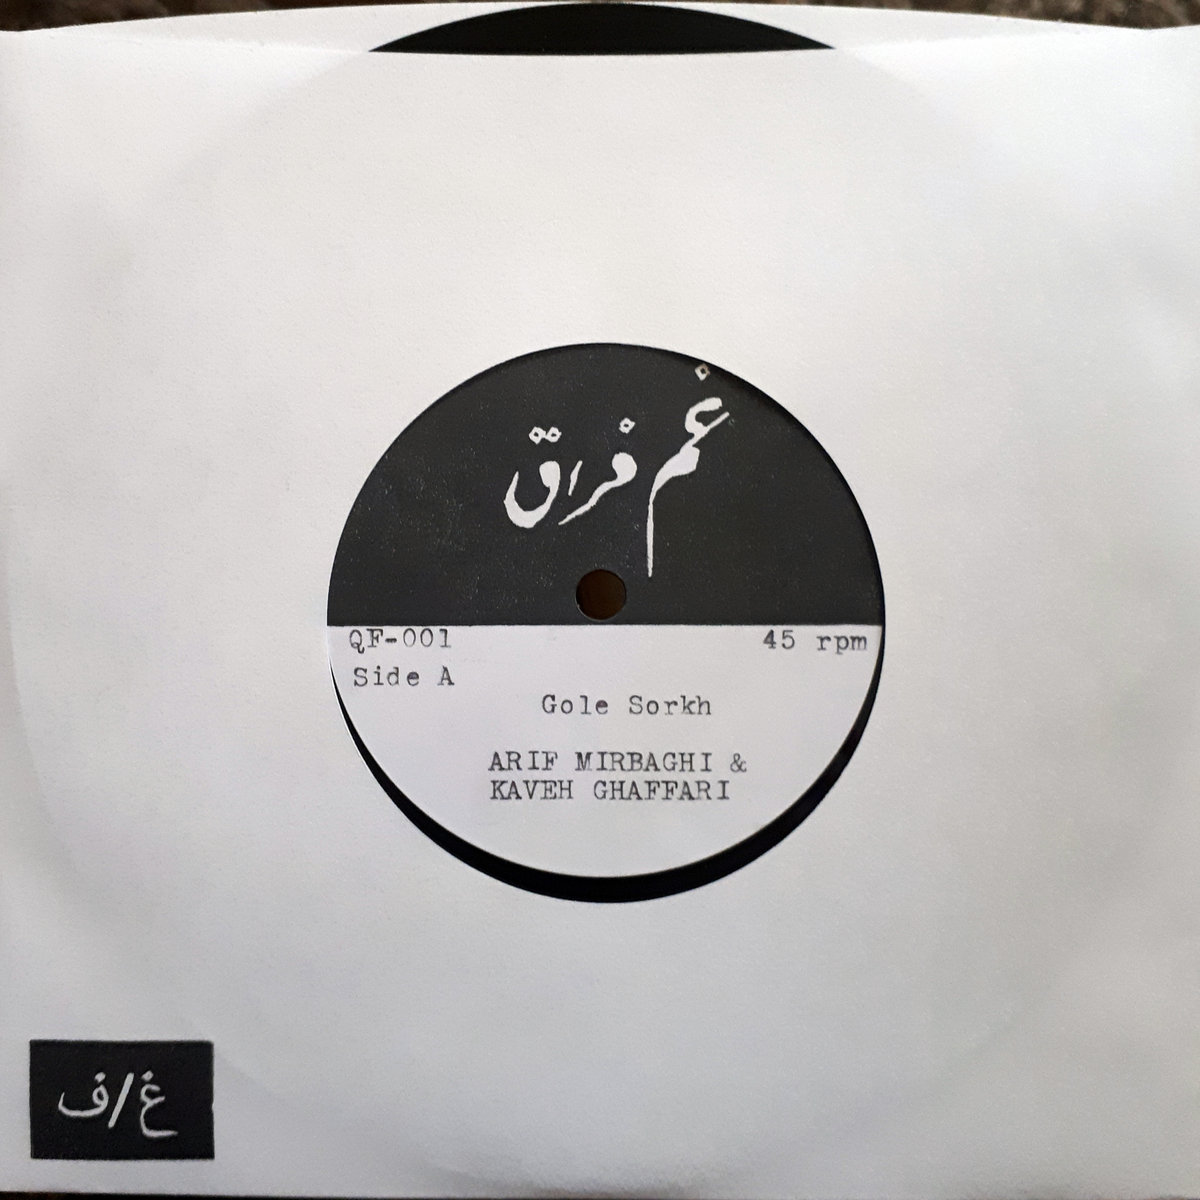 غم فراق
QF-001
45 rpm
Side A
Gole Sorkh
ARIF MIRBAGHI &
KAVEH GHAFFARI
غ/ف